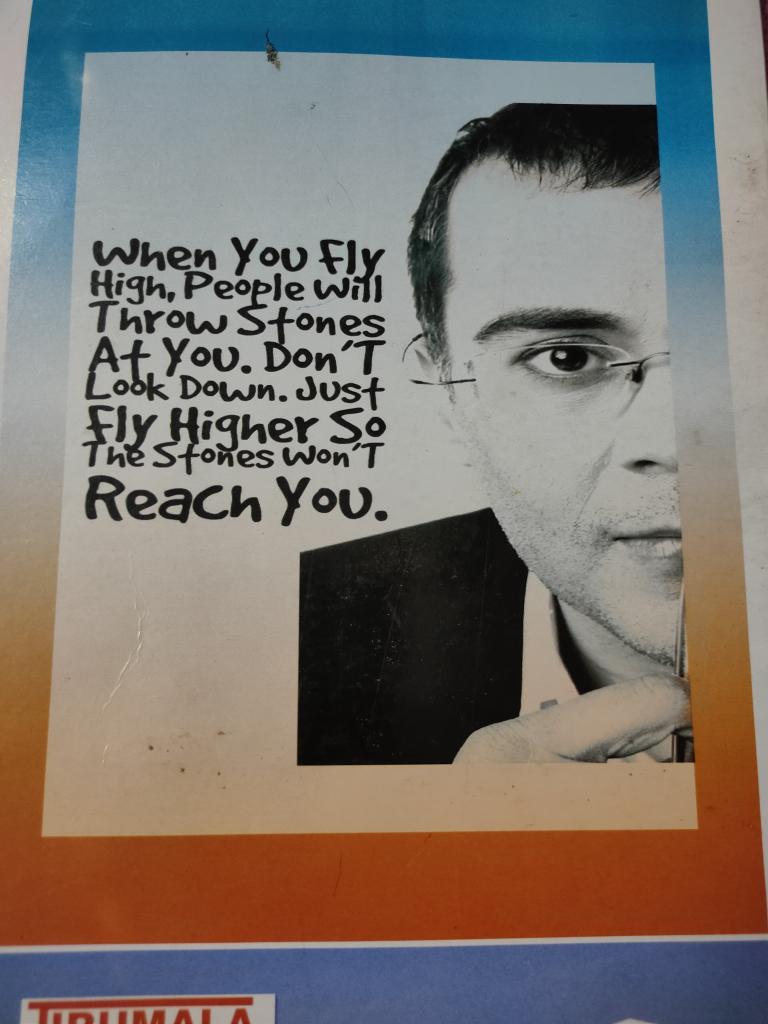 When You Fly
High, People Will
Throw Stones
At You. Don'T
Look Down. Just
Fly Higher So
The Stones Won'T
Reach You.
TIRUMALA